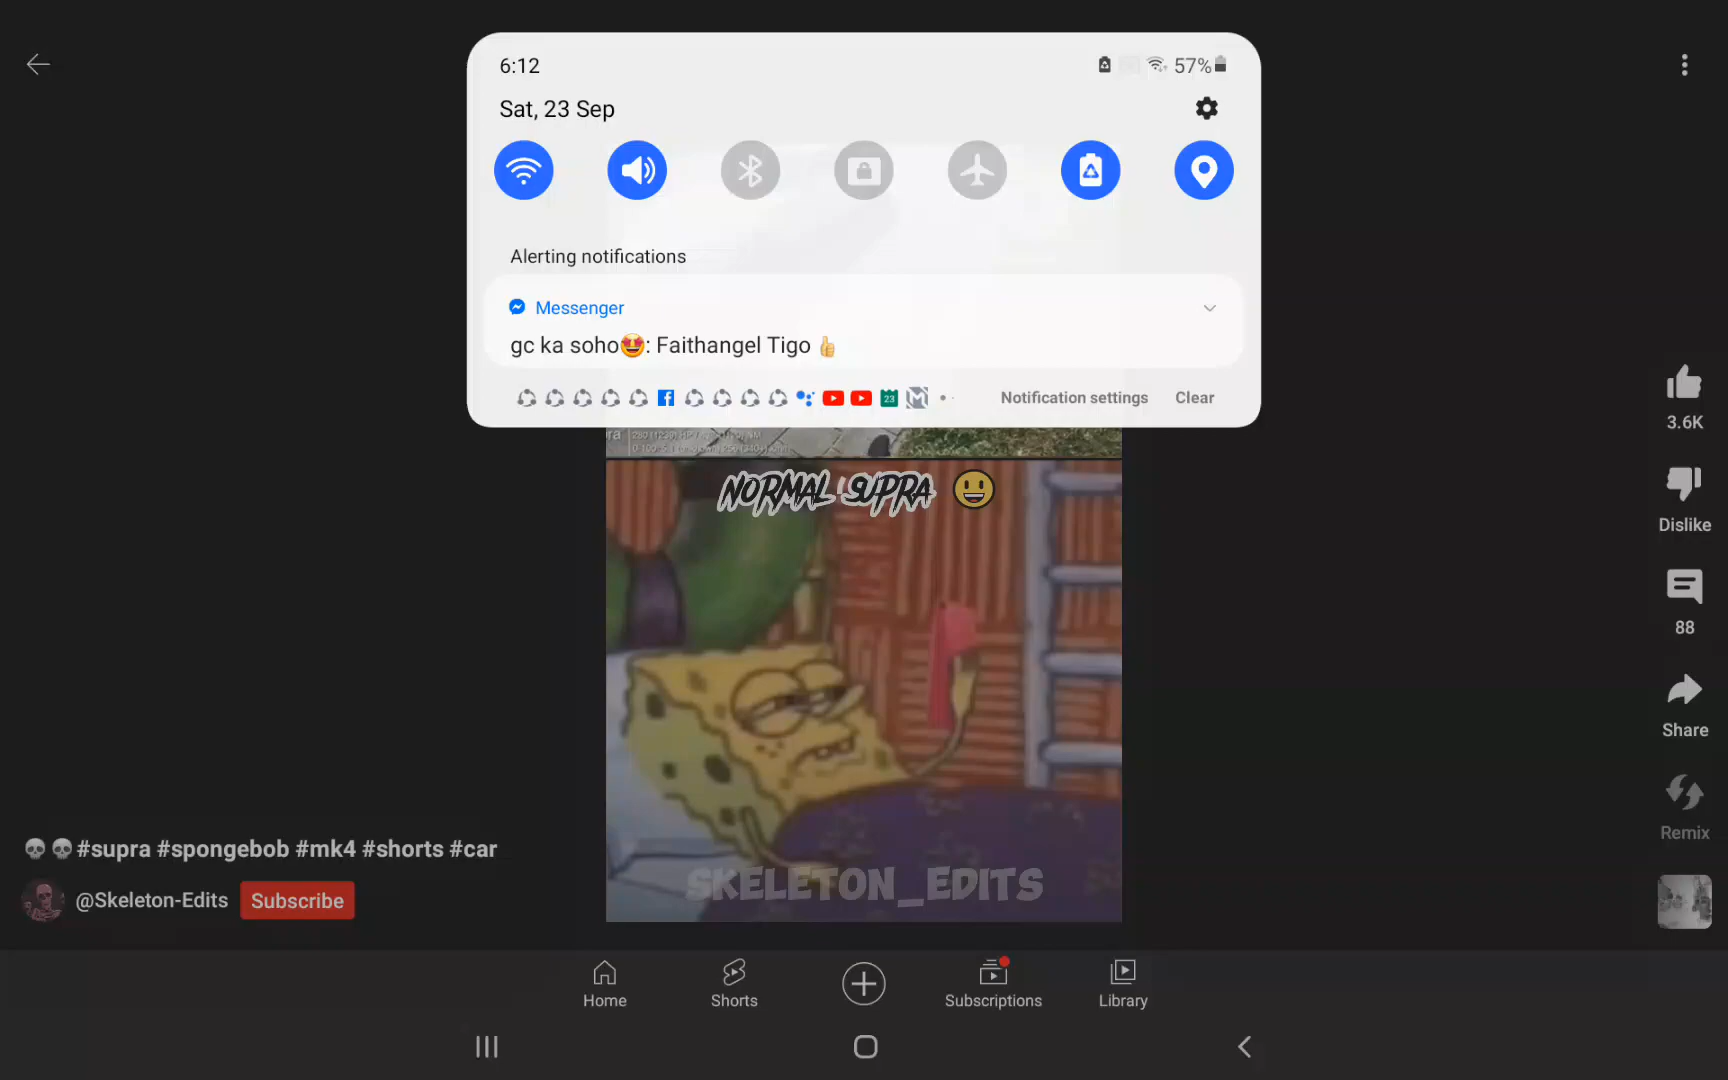 6:12
57%
Sat, 23 Sep
Alerting notifications
Messenger
gc ka soho🤩: Faithangel Tigo 👍
23
Notification settings
Clear
NORMAL SUPRA 😃
SKELETON_EDITS
3.6K
Dislike
88
Share
Remix
💀💀#supra #spongebob #mk4 #shorts #car
@Skeleton-Edits
Subscribe
Home
Shorts
Subscriptions
Library